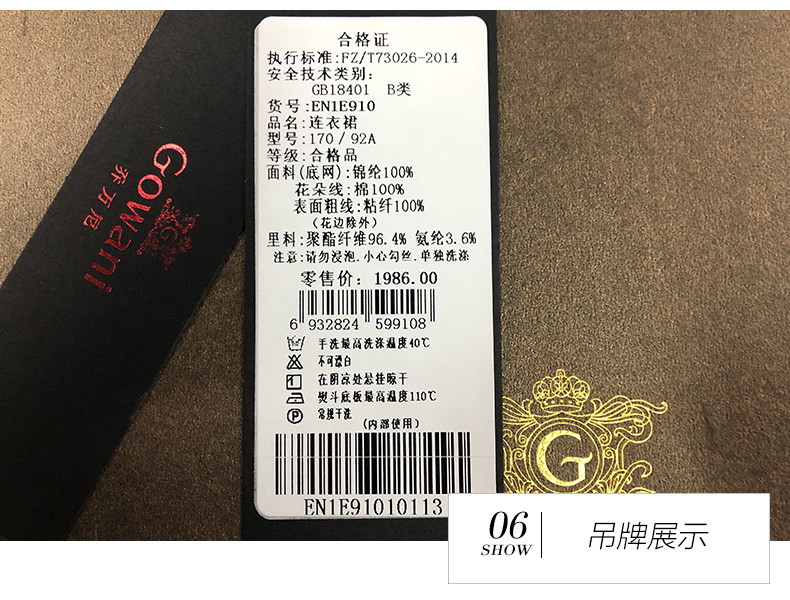 Gowani
乔万尼
合格证
执行标准:FZ/T73026-2014
安全技术类别:
GB18401 B类
货号:EN1E910
品名:连衣裙
型号:170/92A
等级:合格品
面料(底网):锦纶100%
花朵线:棉100%
表面粗线:粘纤100%
(花边除外)
里料:聚酯纤维96.4% 氨纶3.6%
注意:请勿浸泡.小心勾丝.单独洗涤
零售价: 1986.00
6 932824 599108
手洗最高洗涤温度40℃
不可漂白
在阴凉处悬挂晾干
熨斗底板最高温度110℃
常规干洗
(内部使用)
EN1E91010113
G
06
SHOW
吊牌展示